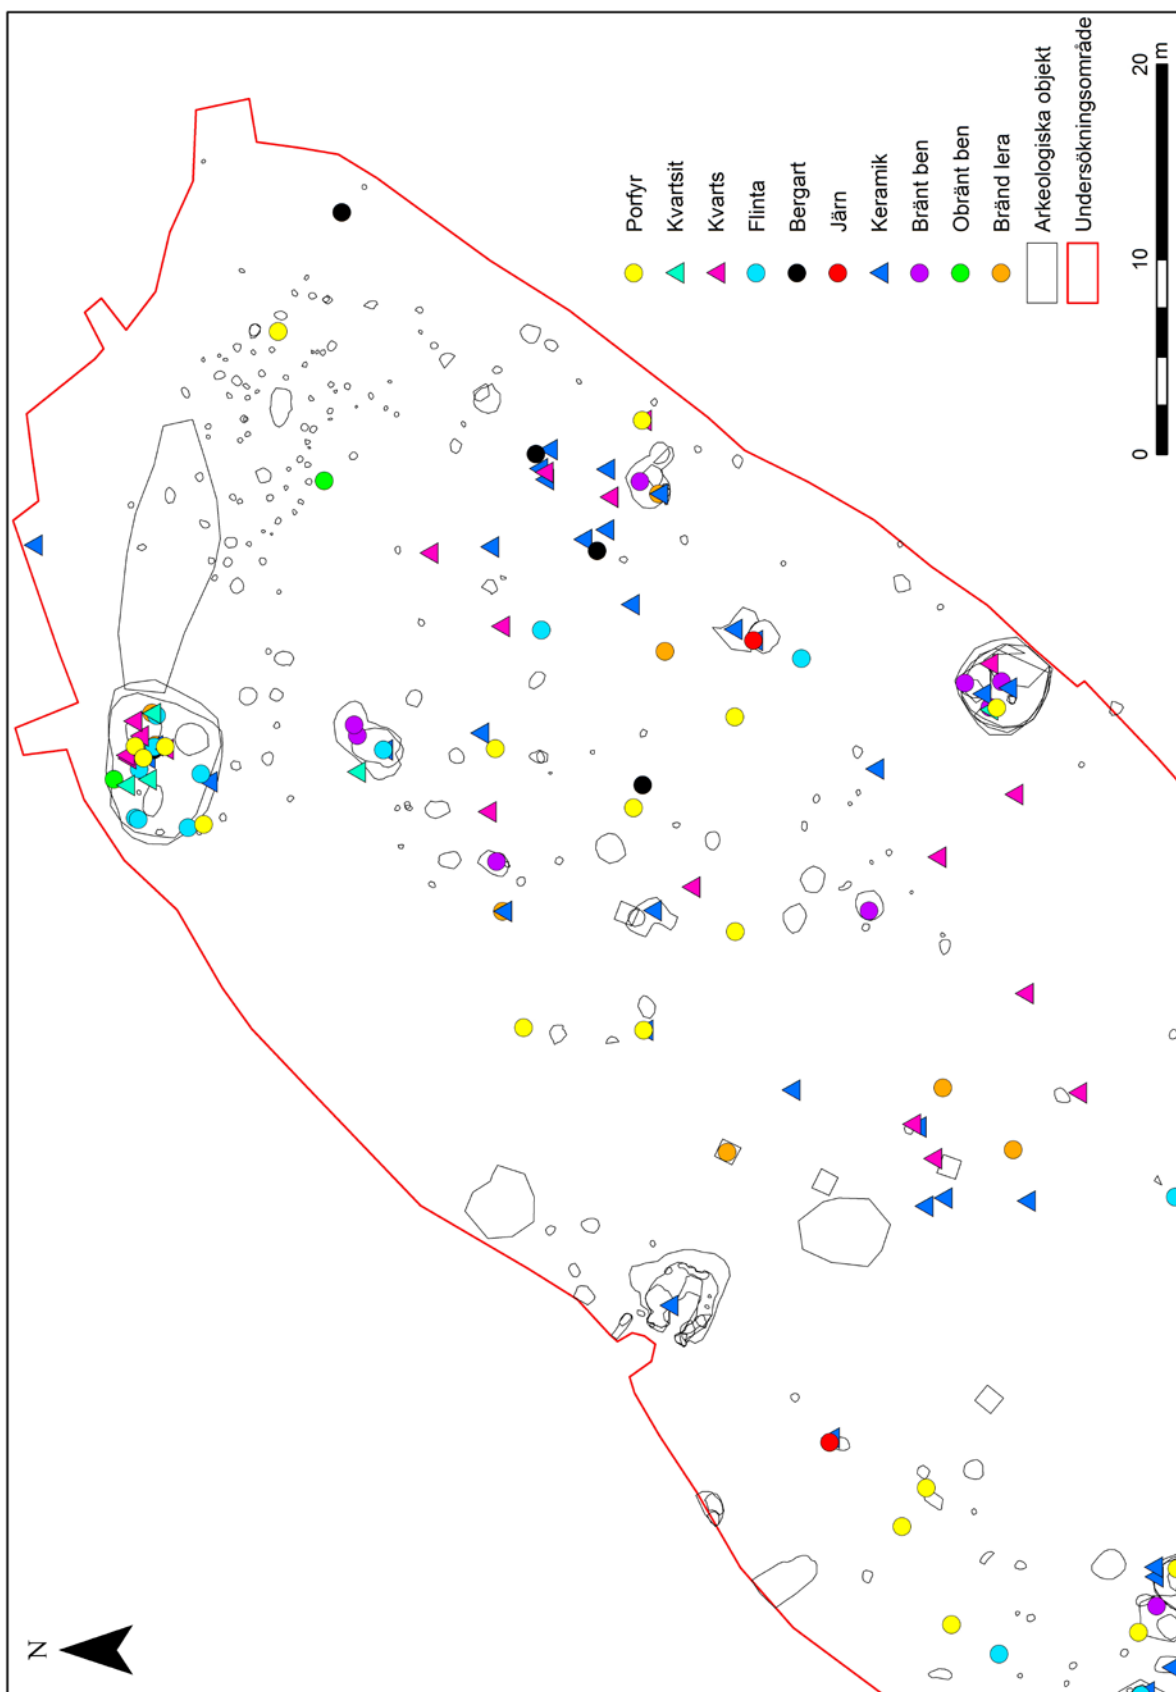 N
Porfyr
Kvartsit
Kvarts
Flinta
Bergart
Järn
Keramik
Bränt ben
Obränt ben
Bränd lera
Arkeologiska objekt
Undersökningsområde
0 10 20
m